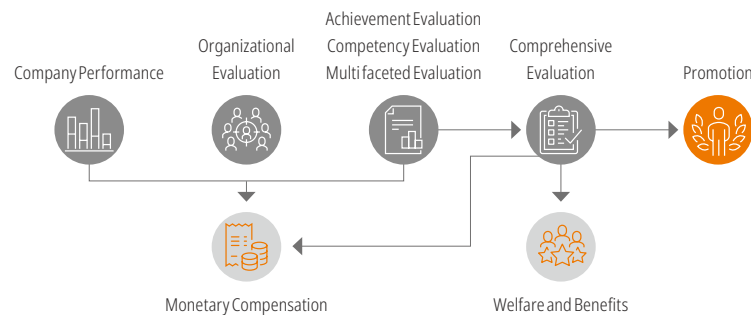 Company Performance
Organizational
Evaluation
Achievement Evaluation
Competency Evaluation
Multi faceted Evaluation
Comprehensive
Evaluation
Promotion
Monetary Compensation
Welfare and Benefits